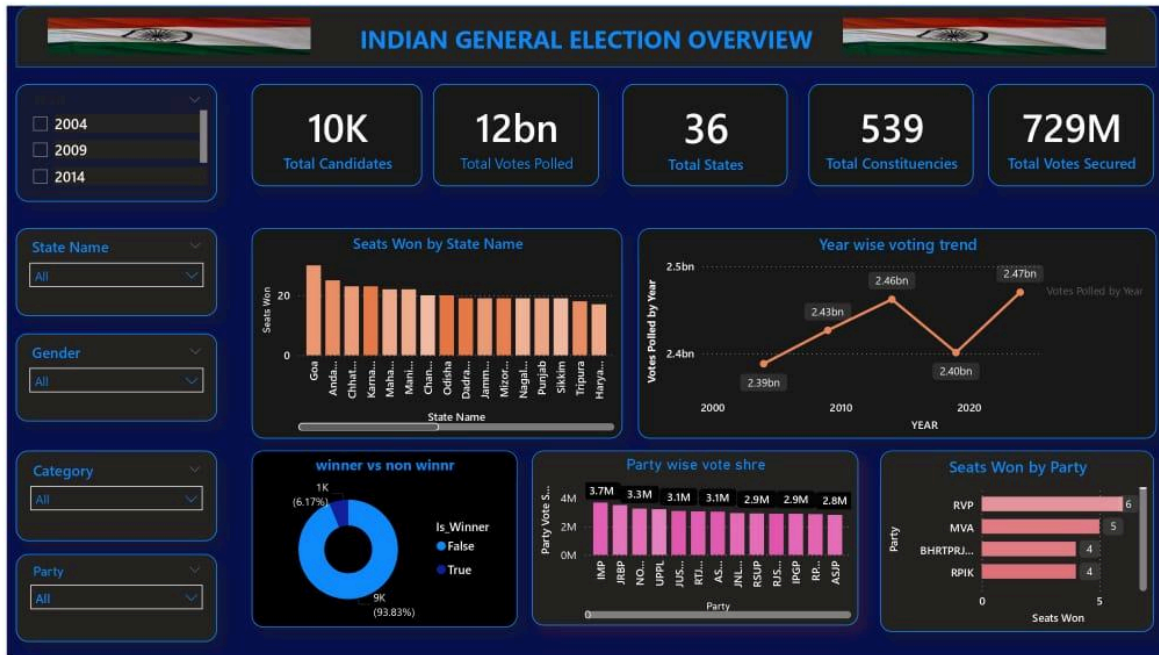 INDIAN GENERAL ELECTION OVERVIEW
2004
2009
2014
10K
Total Candidates
12bn
Total Votes Polled
36
Total States
539
Total Constituencies
729M
Total Votes Secured
State Name
All
Gender
All
Category
All
Party
All
Seats Won by State Name
Seats Won
20
0
Goa
Anda...
Chhat...
Karna...
Maha...
Mani...
Chan...
Odisha
Dadra...
Jamm...
Mizor...
Nagal...
Punjab
Sikkim
Tripura
Harya...
State Name
Year wise voting trend
Votes Polled by Year
2.5bn
2.4bn
2.39bn
2.43bn
2.46bn
2.40bn
2.47bn
Votes Polled by Year
2000
2010
2020
YEAR
winner vs non winnr
1K
(6.17%)
9K
(93.83%)
Is_Winner
False
True
Party wise vote shre
Party Vote S...
4M
2M
0M
3.7M
3.3M
3.1M
3.1M
2.9M
2.9M
2.8M
IMP
JRBP
NO...
UPPL
JUS...
RTJ...
AS...
JNL...
RSUP
RJS...
IPGP
RP...
ASJP
Party
Seats Won by Party
Party
RVP
6
MVA
5
BHRTPRJ...
4
RPIK
4
0
5
Seats Won